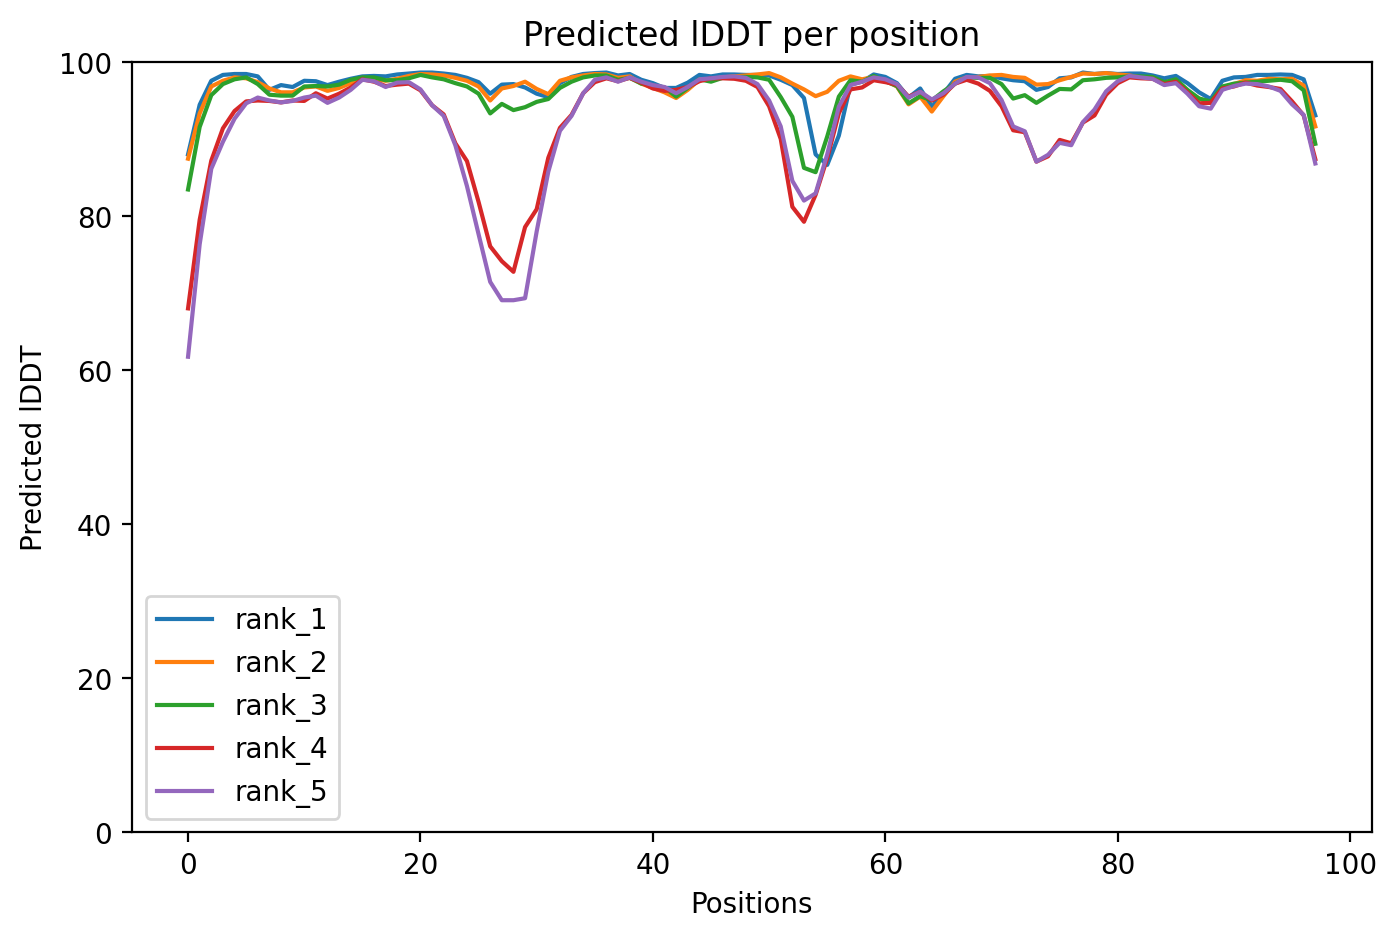 Predicted lDDT per position
100
80
60
40
20
0
Predicted lDDT
rank_1
rank_2
rank_3
rank_4
rank_5
0 20 40 60 80 100
Positions